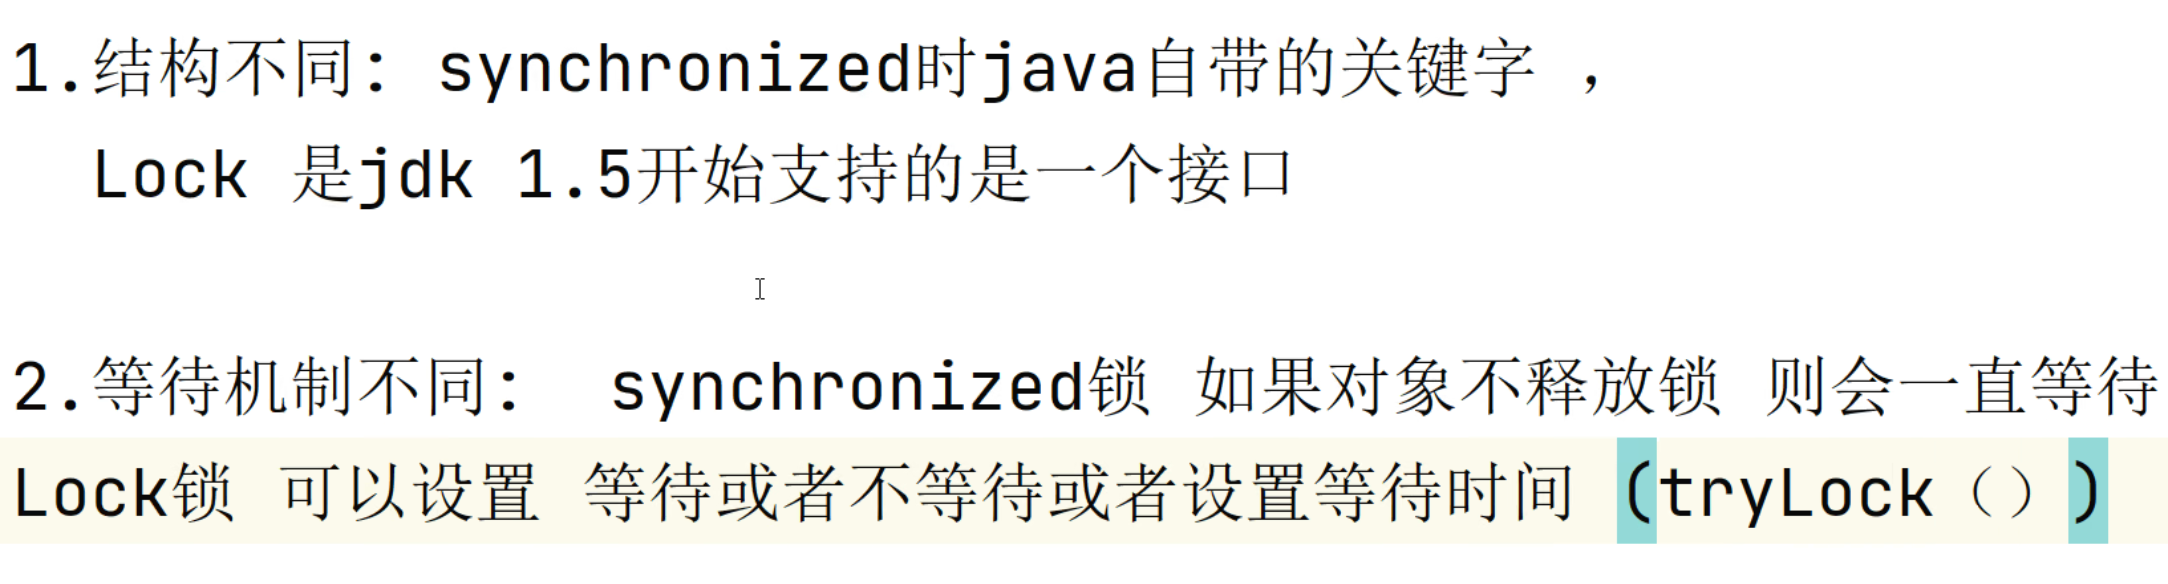 1.结构不同: synchronized时java自带的关键字 ，
Lock 是jdk 1.5开始支持的是一个接口
2.等待机制不同: synchronized锁 如果对象不释放锁 则会一直等待
Lock锁 可以设置 等待或者不等待或者设置等待时间 (tryLock（）)